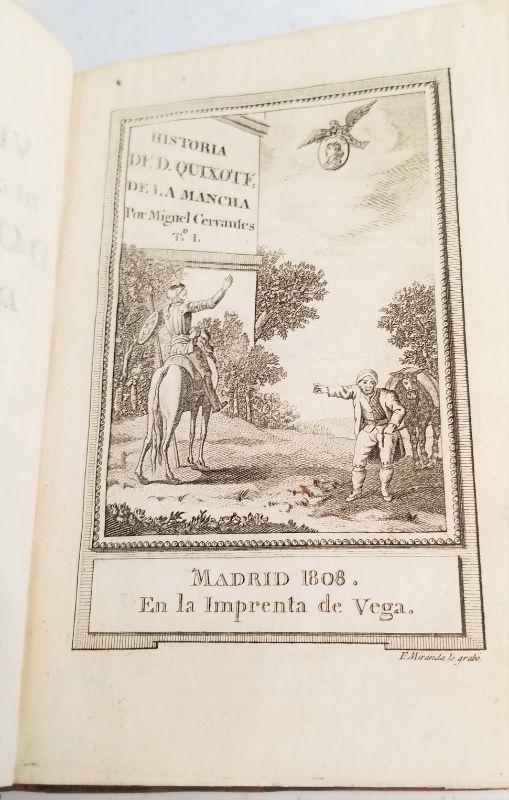 HISTORIA
DE D. QUIXOTE,
DE LA MANCHA
Por Miguel Cervantes
T.º I.
MADRID 1808.
En la Imprenta de Vega.
F. Miranda lo grabó.